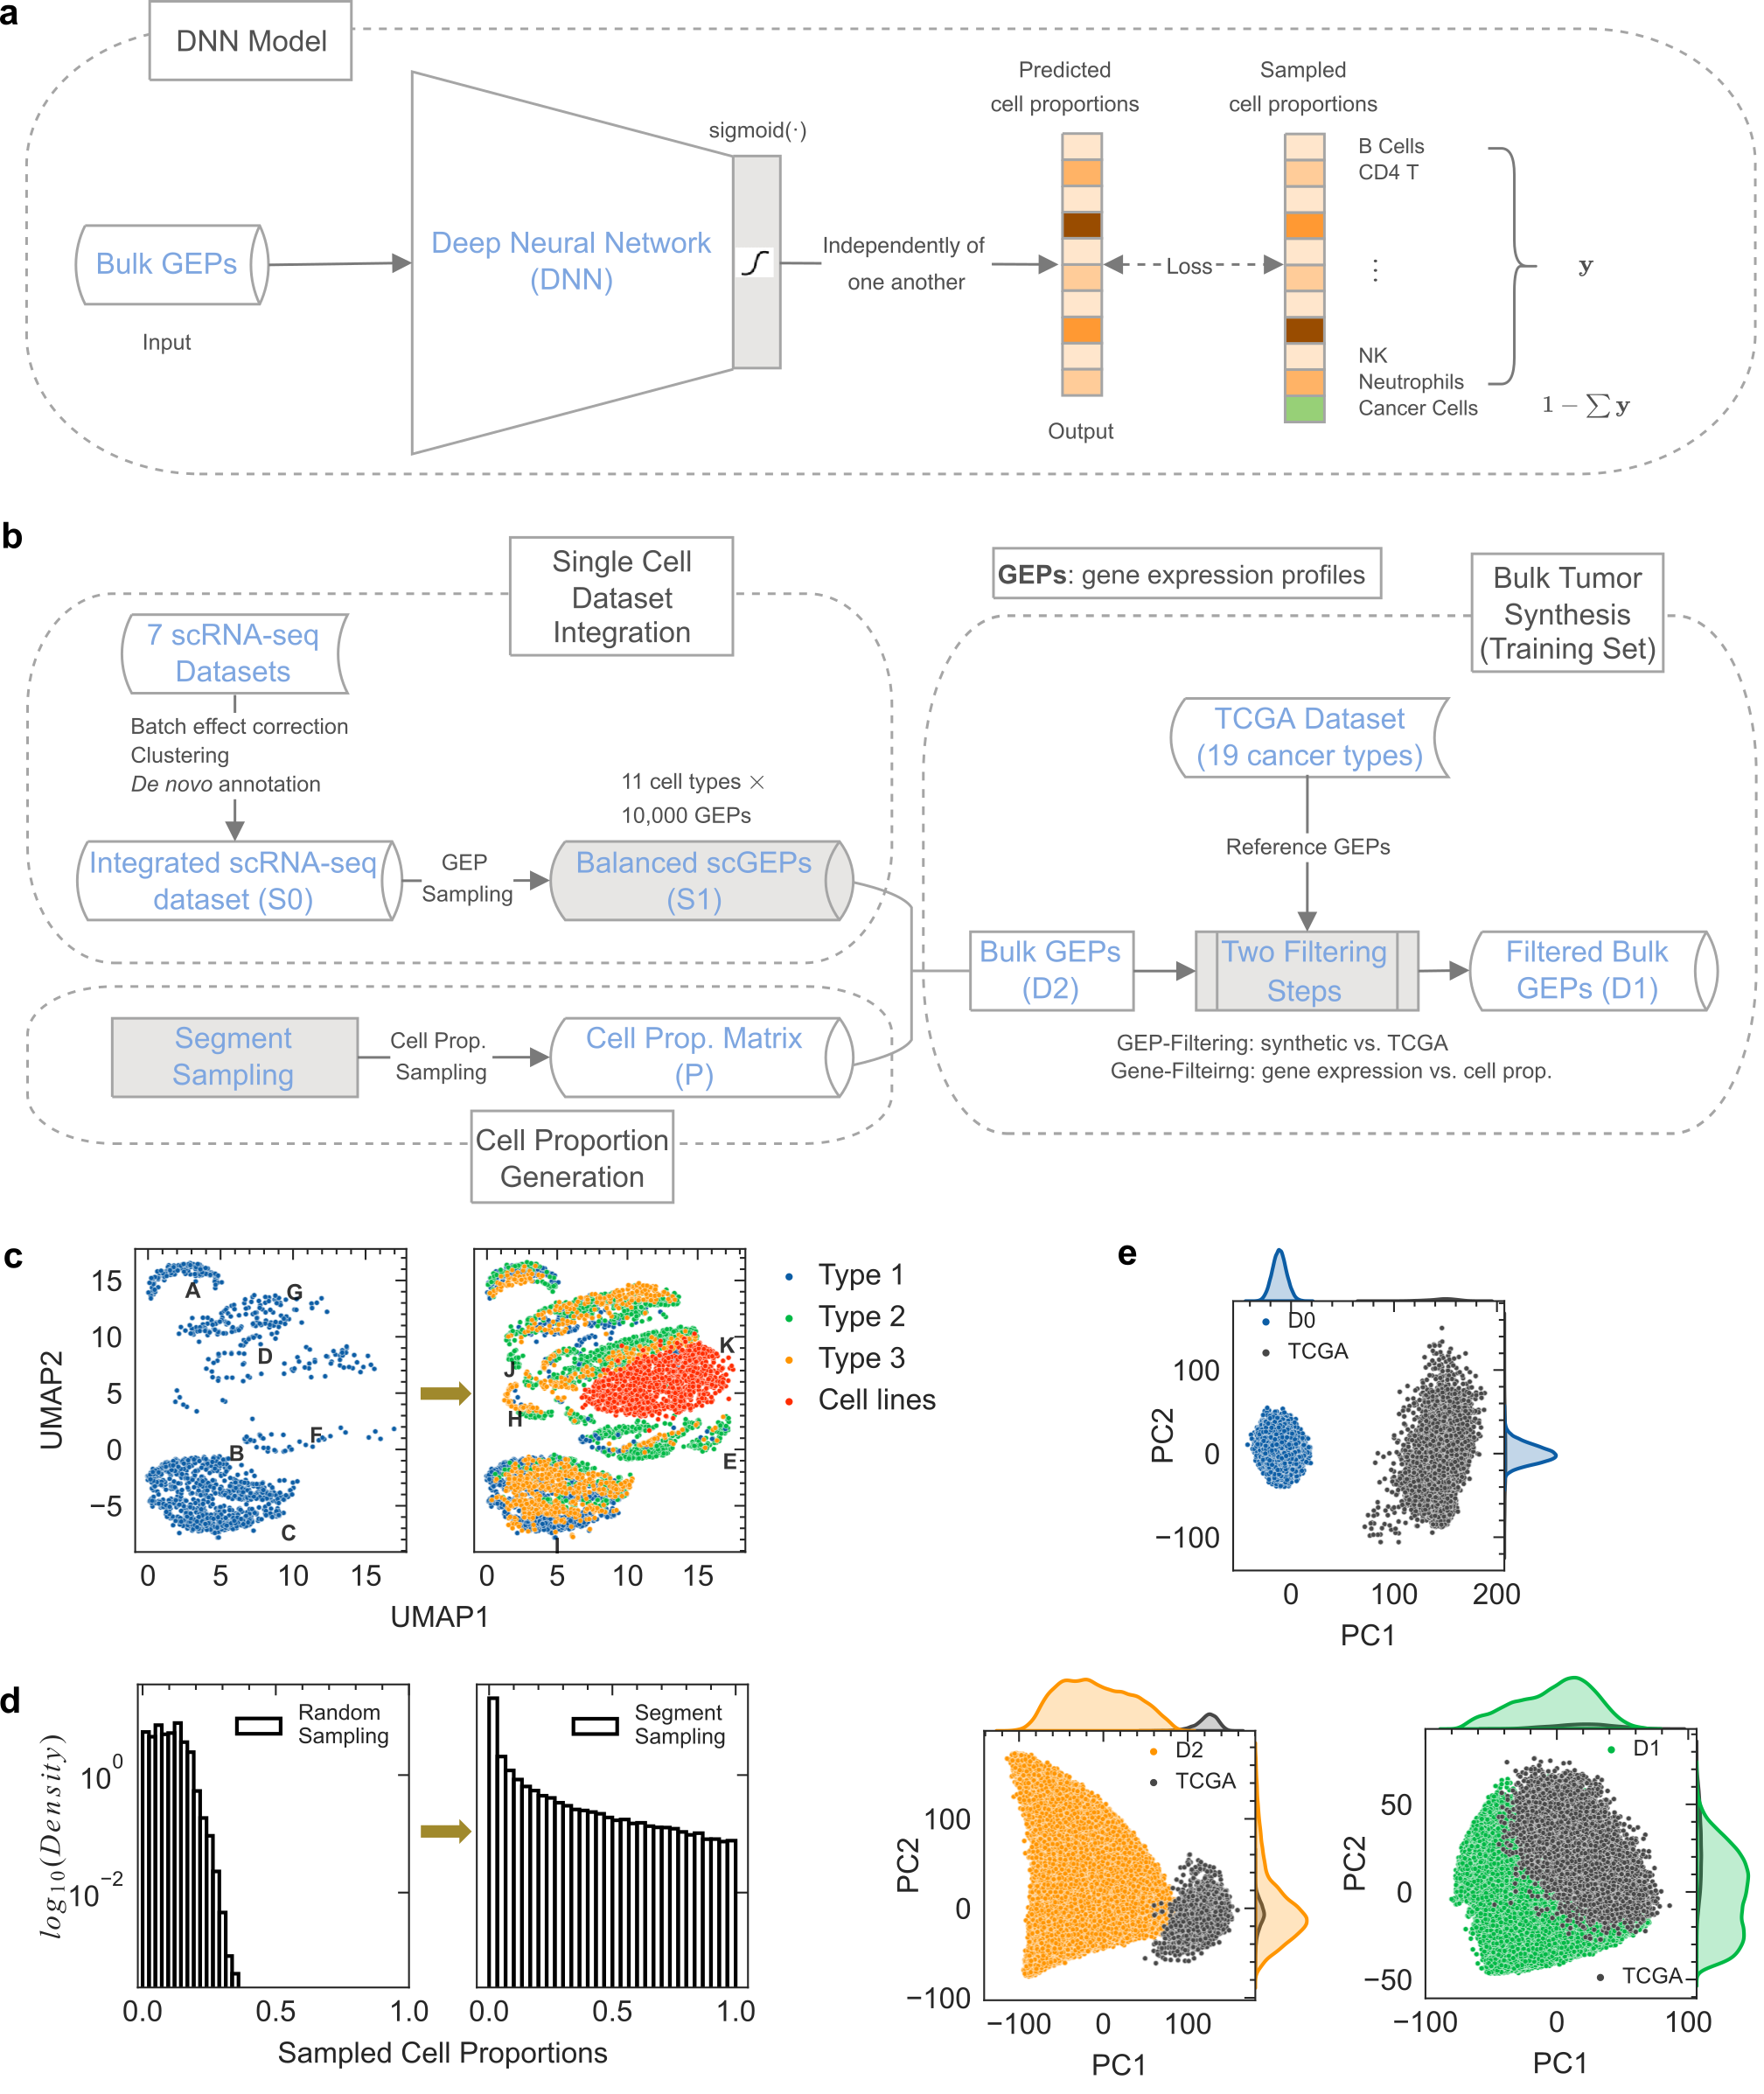 a
DNN Model
Predicted
cell proportions
Sampled
cell proportions
sigmoid(·)
B Cells
CD4 T
Bulk GEPs
Input
Deep Neural Network
(DNN)
Independently of
one another
Loss
⋮
y
NK
Neutrophils
Cancer Cells
1 − ∑ y
Output
b
Single Cell
Dataset
Integration
GEPs: gene expression profiles
Bulk Tumor
Synthesis
(Training Set)
7 scRNA-seq
Datasets
Batch effect correction
Clustering
De novo annotation
11 cell types ×
10,000 GEPs
TCGA Dataset
(19 cancer types)
Reference GEPs
Integrated scRNA-seq
dataset (S0)
GEP
Sampling
Balanced scGEPs
(S1)
Bulk GEPs
(D2)
Two Filtering
Steps
Filtered Bulk
GEPs (D1)
Segment
Sampling
Cell Prop.
Sampling
Cell Prop. Matrix
(P)
GEP-Filtering: synthetic vs. TCGA
Gene-Filteirng: gene expression vs. cell prop.
Cell Proportion
Generation
c
UMAP2
15
10
5
0
−5
A
G
D
F
B
C
0 5 10 15
K
J
H
E
I
0 5 10 15
UMAP1
Type 1
Type 2
Type 3
Cell lines
e
D0
TCGA
PC2
100
0
−100
0 100 200
PC1
d
log10(Density)
10^0
10^−2
Random
Sampling
0.0 0.5 1.0
Segment
Sampling
0.0 0.5 1.0
Sampled Cell Proportions
D2
TCGA
PC2
100
0
−100
−100 0 100
PC1
D1
TCGA
PC2
50
0
−50
−100 0 100
PC1